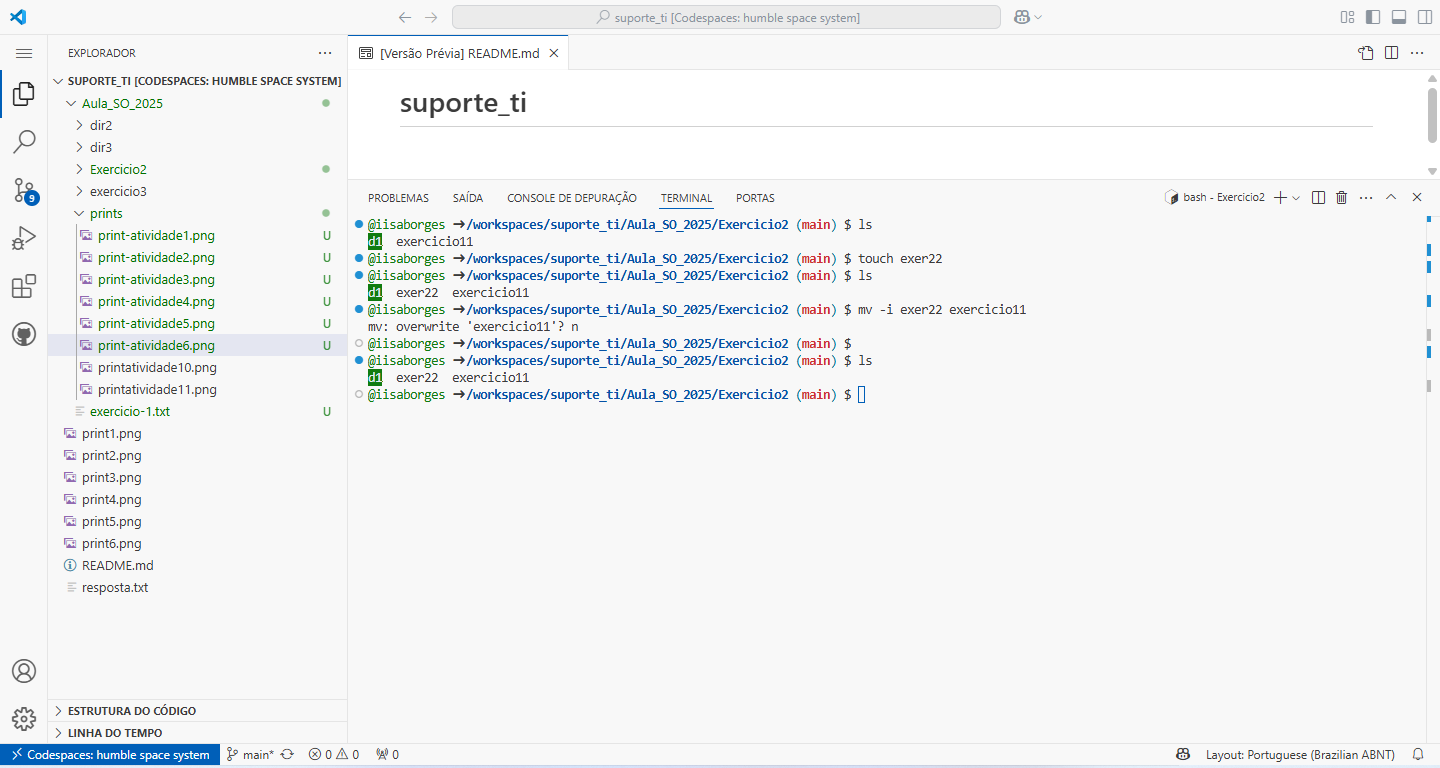 suporte_ti [Codespaces: humble space system]
EXPLORADOR
SUPORTE_TI [CODESPACES: HUMBLE SPACE SYSTEM]
Aula_SO_2025
dir2
dir3
Exercicio2
exercicio3
prints
print-atividade1.png U
print-atividade2.png U
print-atividade3.png U
print-atividade4.png U
print-atividade5.png U
print-atividade6.png U
printatividade10.png
printatividade11.png
exercicio-1.txt U
print1.png
print2.png
print3.png
print4.png
print5.png
print6.png
README.md
resposta.txt
ESTRUTURA DO CÓDIGO
LINHA DO TEMPO
9
[Versão Prévia] README.md
suporte_ti
PROBLEMAS SAÍDA CONSOLE DE DEPURAÇÃO TERMINAL PORTAS
bash - Exercicio2
@iisaborges ➜/workspaces/suporte_ti/Aula_SO_2025/Exercicio2 (main) $ ls
d1 exercicio11
@iisaborges ➜/workspaces/suporte_ti/Aula_SO_2025/Exercicio2 (main) $ touch exer22
@iisaborges ➜/workspaces/suporte_ti/Aula_SO_2025/Exercicio2 (main) $ ls
d1 exer22 exercicio11
@iisaborges ➜/workspaces/suporte_ti/Aula_SO_2025/Exercicio2 (main) $ mv -i exer22 exercicio11
mv: overwrite 'exercicio11'? n
@iisaborges ➜/workspaces/suporte_ti/Aula_SO_2025/Exercicio2 (main) $
@iisaborges ➜/workspaces/suporte_ti/Aula_SO_2025/Exercicio2 (main) $ ls
d1 exer22 exercicio11
@iisaborges ➜/workspaces/suporte_ti/Aula_SO_2025/Exercicio2 (main) $
Codespaces: humble space system main* 0 0 0 Layout: Portuguese (Brazilian ABNT)